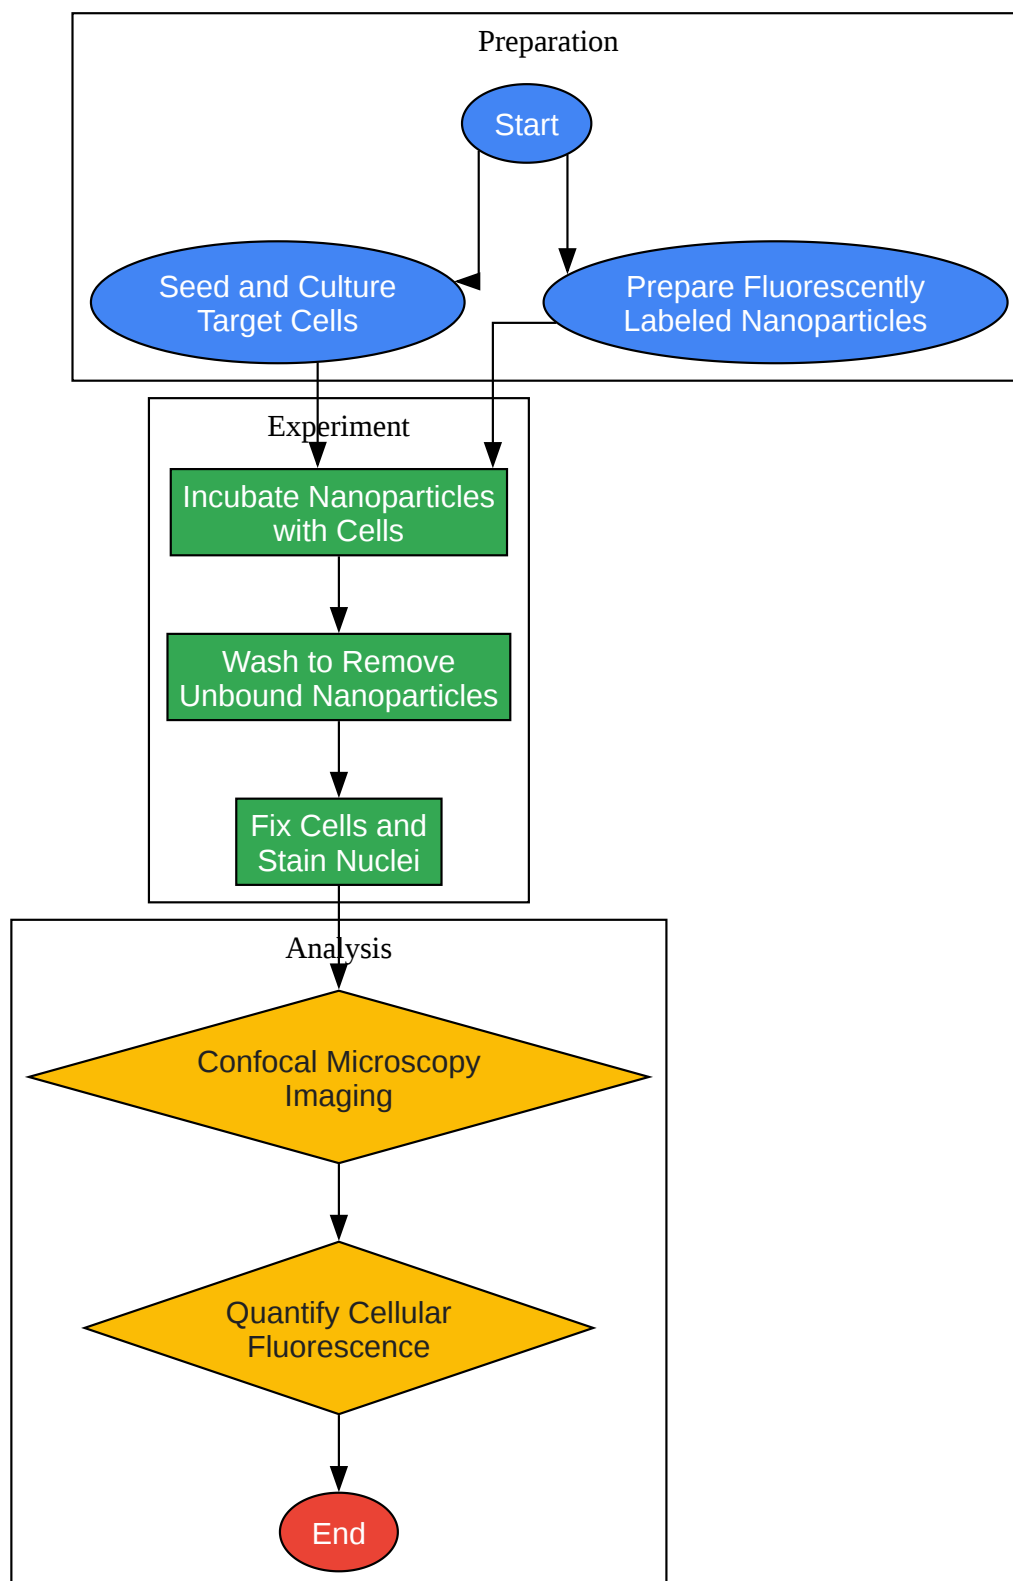 Preparation
Start
Seed and Culture
Target Cells
Prepare Fluorescently
Labeled Nanoparticles
Experiment
Incubate Nanoparticles
with Cells
Wash to Remove
Unbound Nanoparticles
Fix Cells and
Stain Nuclei
Analysis
Confocal Microscopy
Imaging
Quantify Cellular
Fluorescence
End